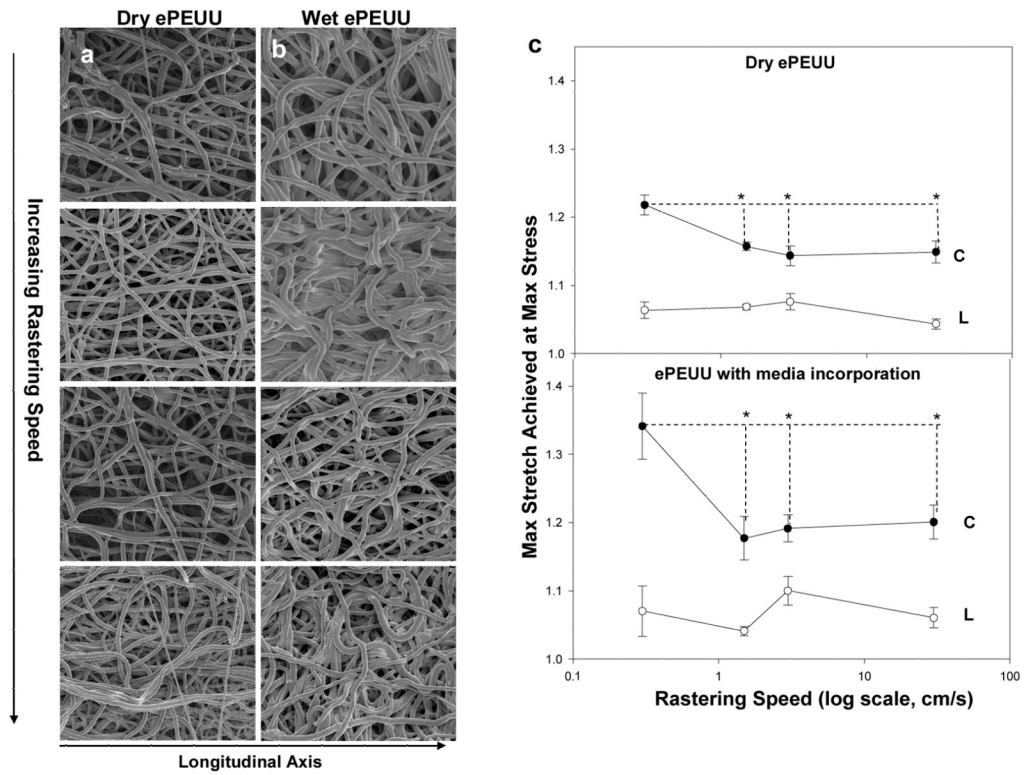 Dry ePEUU
Wet ePEUU
a
b
Increasing Rastering Speed
Longitudinal Axis
c
Max Stretch Achieved at Max Stress
Dry ePEUU
1.4
1.3
1.2
1.1
1.0
* * *
C
L
ePEUU with media incorporation
1.4
1.3
1.2
1.1
1.0
* * *
C
L
0.1 1 10 100
Rastering Speed (log scale, cm/s)